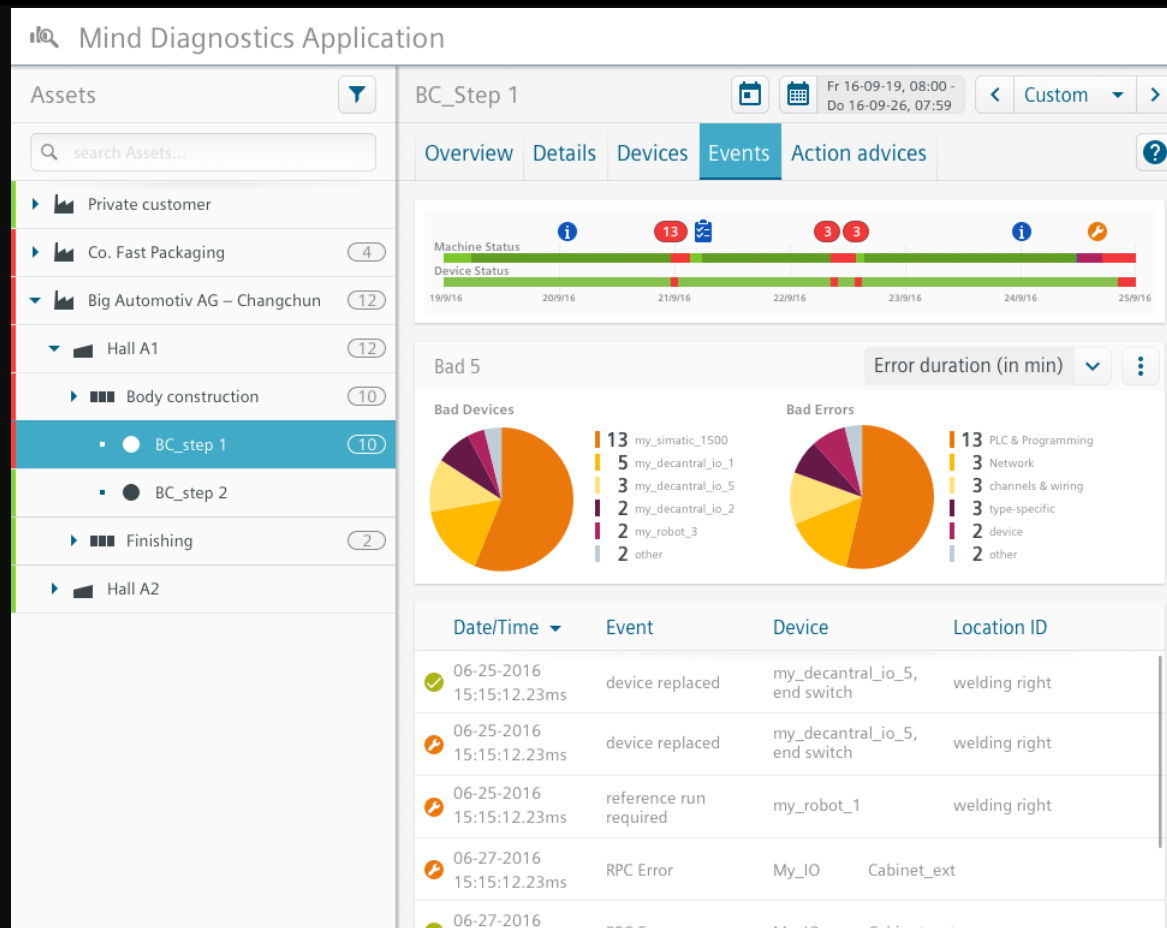 Mind Diagnostics Application
Assets
search Assets...
Private customer
Co. Fast Packaging 4
Big Automotiv AG – Changchun 12
Hall A1 12
Body construction 10
BC_step 1 10
BC_step 2
Finishing 2
Hall A2
BC_Step 1
Fr 16-09-19, 08:00 -
Do 16-09-26, 07:59
Custom
Overview Details Devices Events Action advices ?
i 13 3 3 i
Machine Status
Device Status
19/9/16 20/9/16 21/9/16 22/9/16 23/9/16 24/9/16 25/9/16
Bad 5
Error duration (in min)
Bad Devices
13 my_simatic_1500
5 my_decantral_io_1
3 my_decantral_io_5
2 my_decantral_io_2
2 my_robot_3
2 other
Bad Errors
13 PLC & Programming
3 Network
3 channels & wiring
3 type-specific
2 device
2 other
Date/Time Event Device Location ID
06-25-2016
15:15:12.23ms
device replaced
my_decantral_io_5,
end switch
welding right
06-25-2016
15:15:12.23ms
device replaced
my_decantral_io_5,
end switch
welding right
06-25-2016
15:15:12.23ms
reference run
required
my_robot_1
welding right
06-27-2016
15:15:12.23ms
RPC Error
My_IO Cabinet_ext
06-27-2016